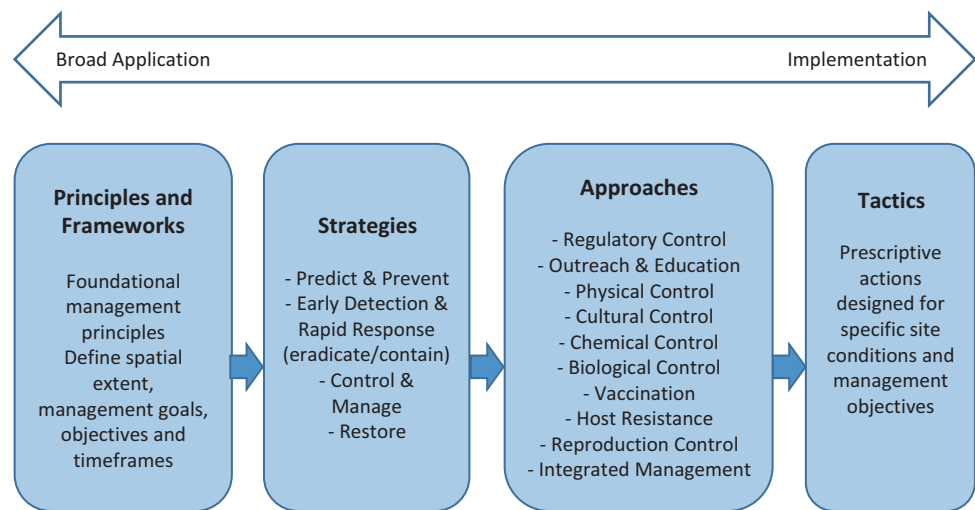 Broad Application
Implementation
Principles and
Frameworks
Foundational
management
principles
Define spatial
extent,
management goals,
objectives and
timeframes
Strategies
- Predict & Prevent
- Early Detection &
Rapid Response
(eradicate/contain)
- Control &
Manage
- Restore
Approaches
- Regulatory Control
- Outreach & Education
- Physical Control
- Cultural Control
- Chemical Control
- Biological Control
- Vaccination
- Host Resistance
- Reproduction Control
- Integrated Management
Tactics
Prescriptive
actions
designed for
specific site
conditions and
management
objectives